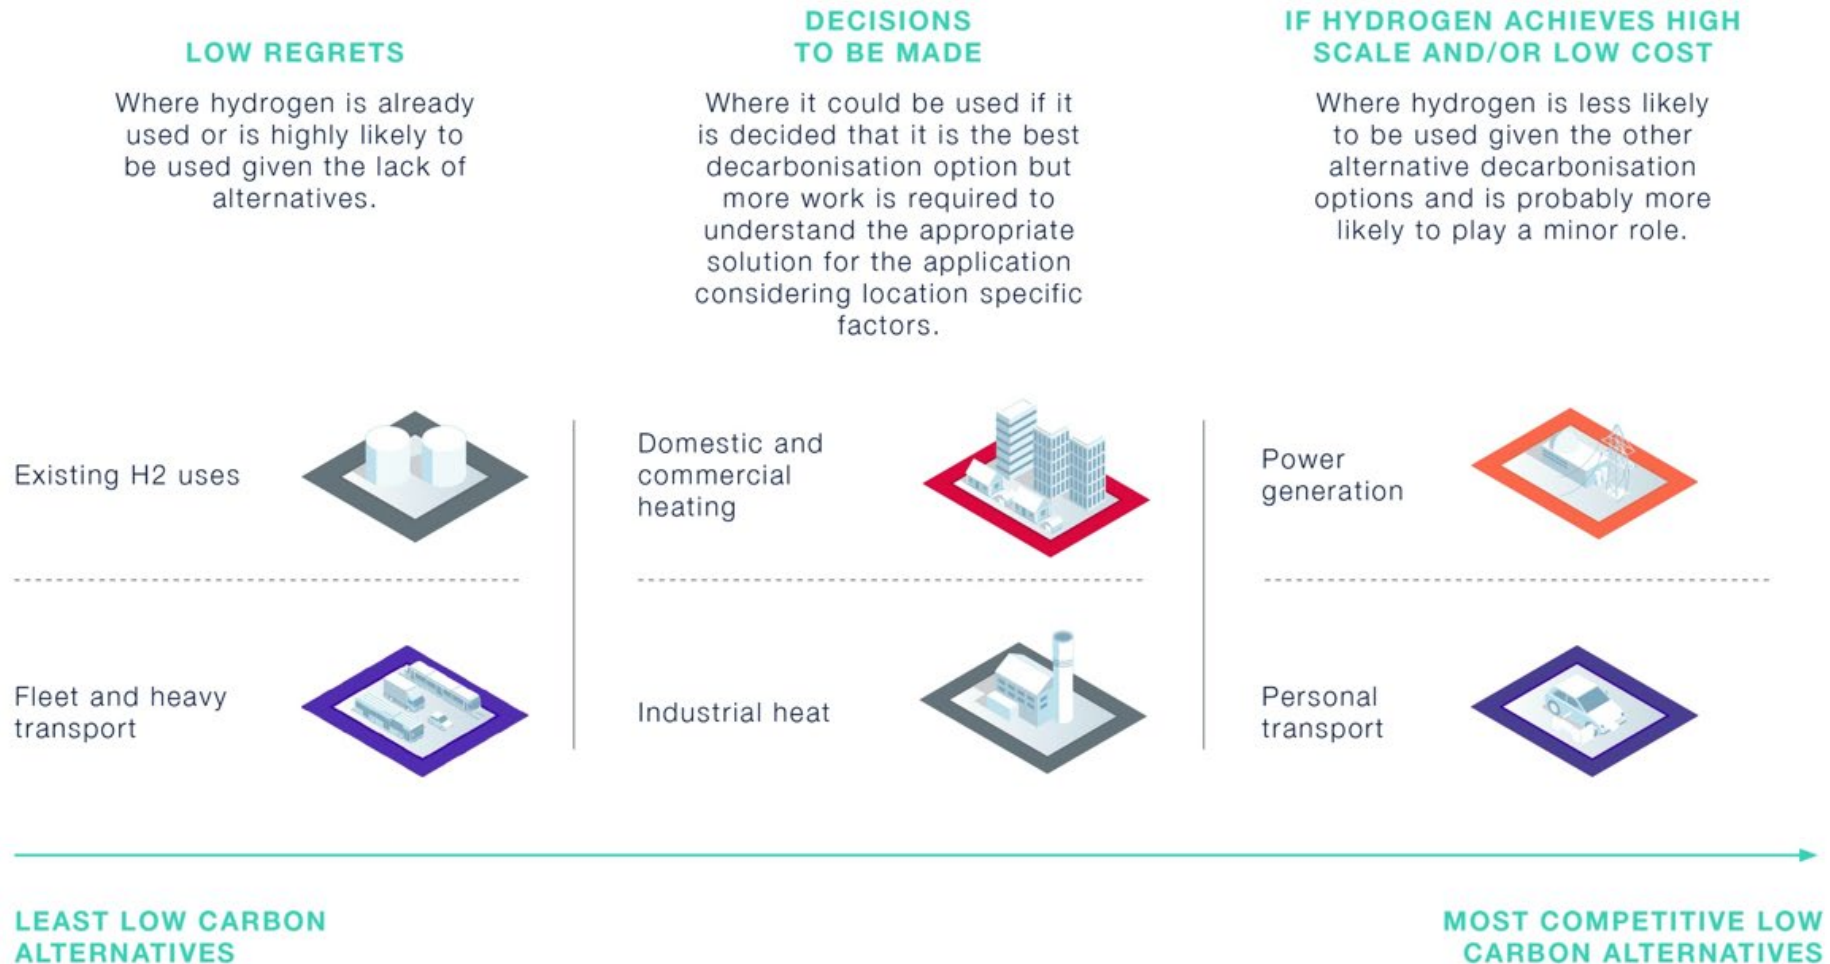 LOW REGRETS
Where hydrogen is already
used or is highly likely to
be used given the lack of
alternatives.
DECISIONS
TO BE MADE
Where it could be used if it
is decided that it is the best
decarbonisation option but
more work is required to
understand the appropriate
solution for the application
considering location specific
factors.
IF HYDROGEN ACHIEVES HIGH
SCALE AND/OR LOW COST
Where hydrogen is less likely
to be used given the other
alternative decarbonisation
options and is probably more
likely to play a minor role.
Existing H2 uses
Domestic and
commercial
heating
Power
generation
Fleet and heavy
transport
Industrial heat
Personal
transport
LEAST LOW CARBON
ALTERNATIVES
MOST COMPETITIVE LOW
CARBON ALTERNATIVES